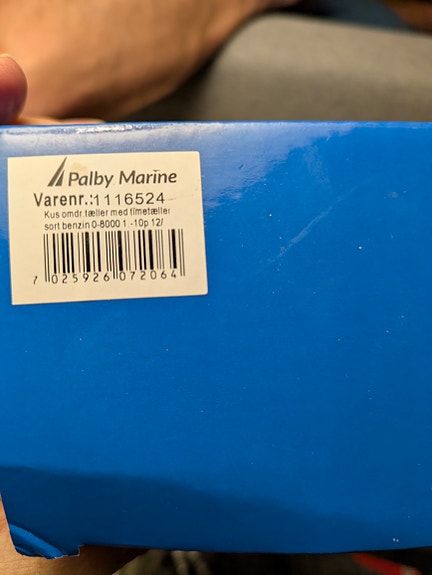 Palby Marine
Varenr.:1116524
Kus omdr.tæller med timetæller
sort benzin 0-8000 1.-10p 12/
7 025926 072064